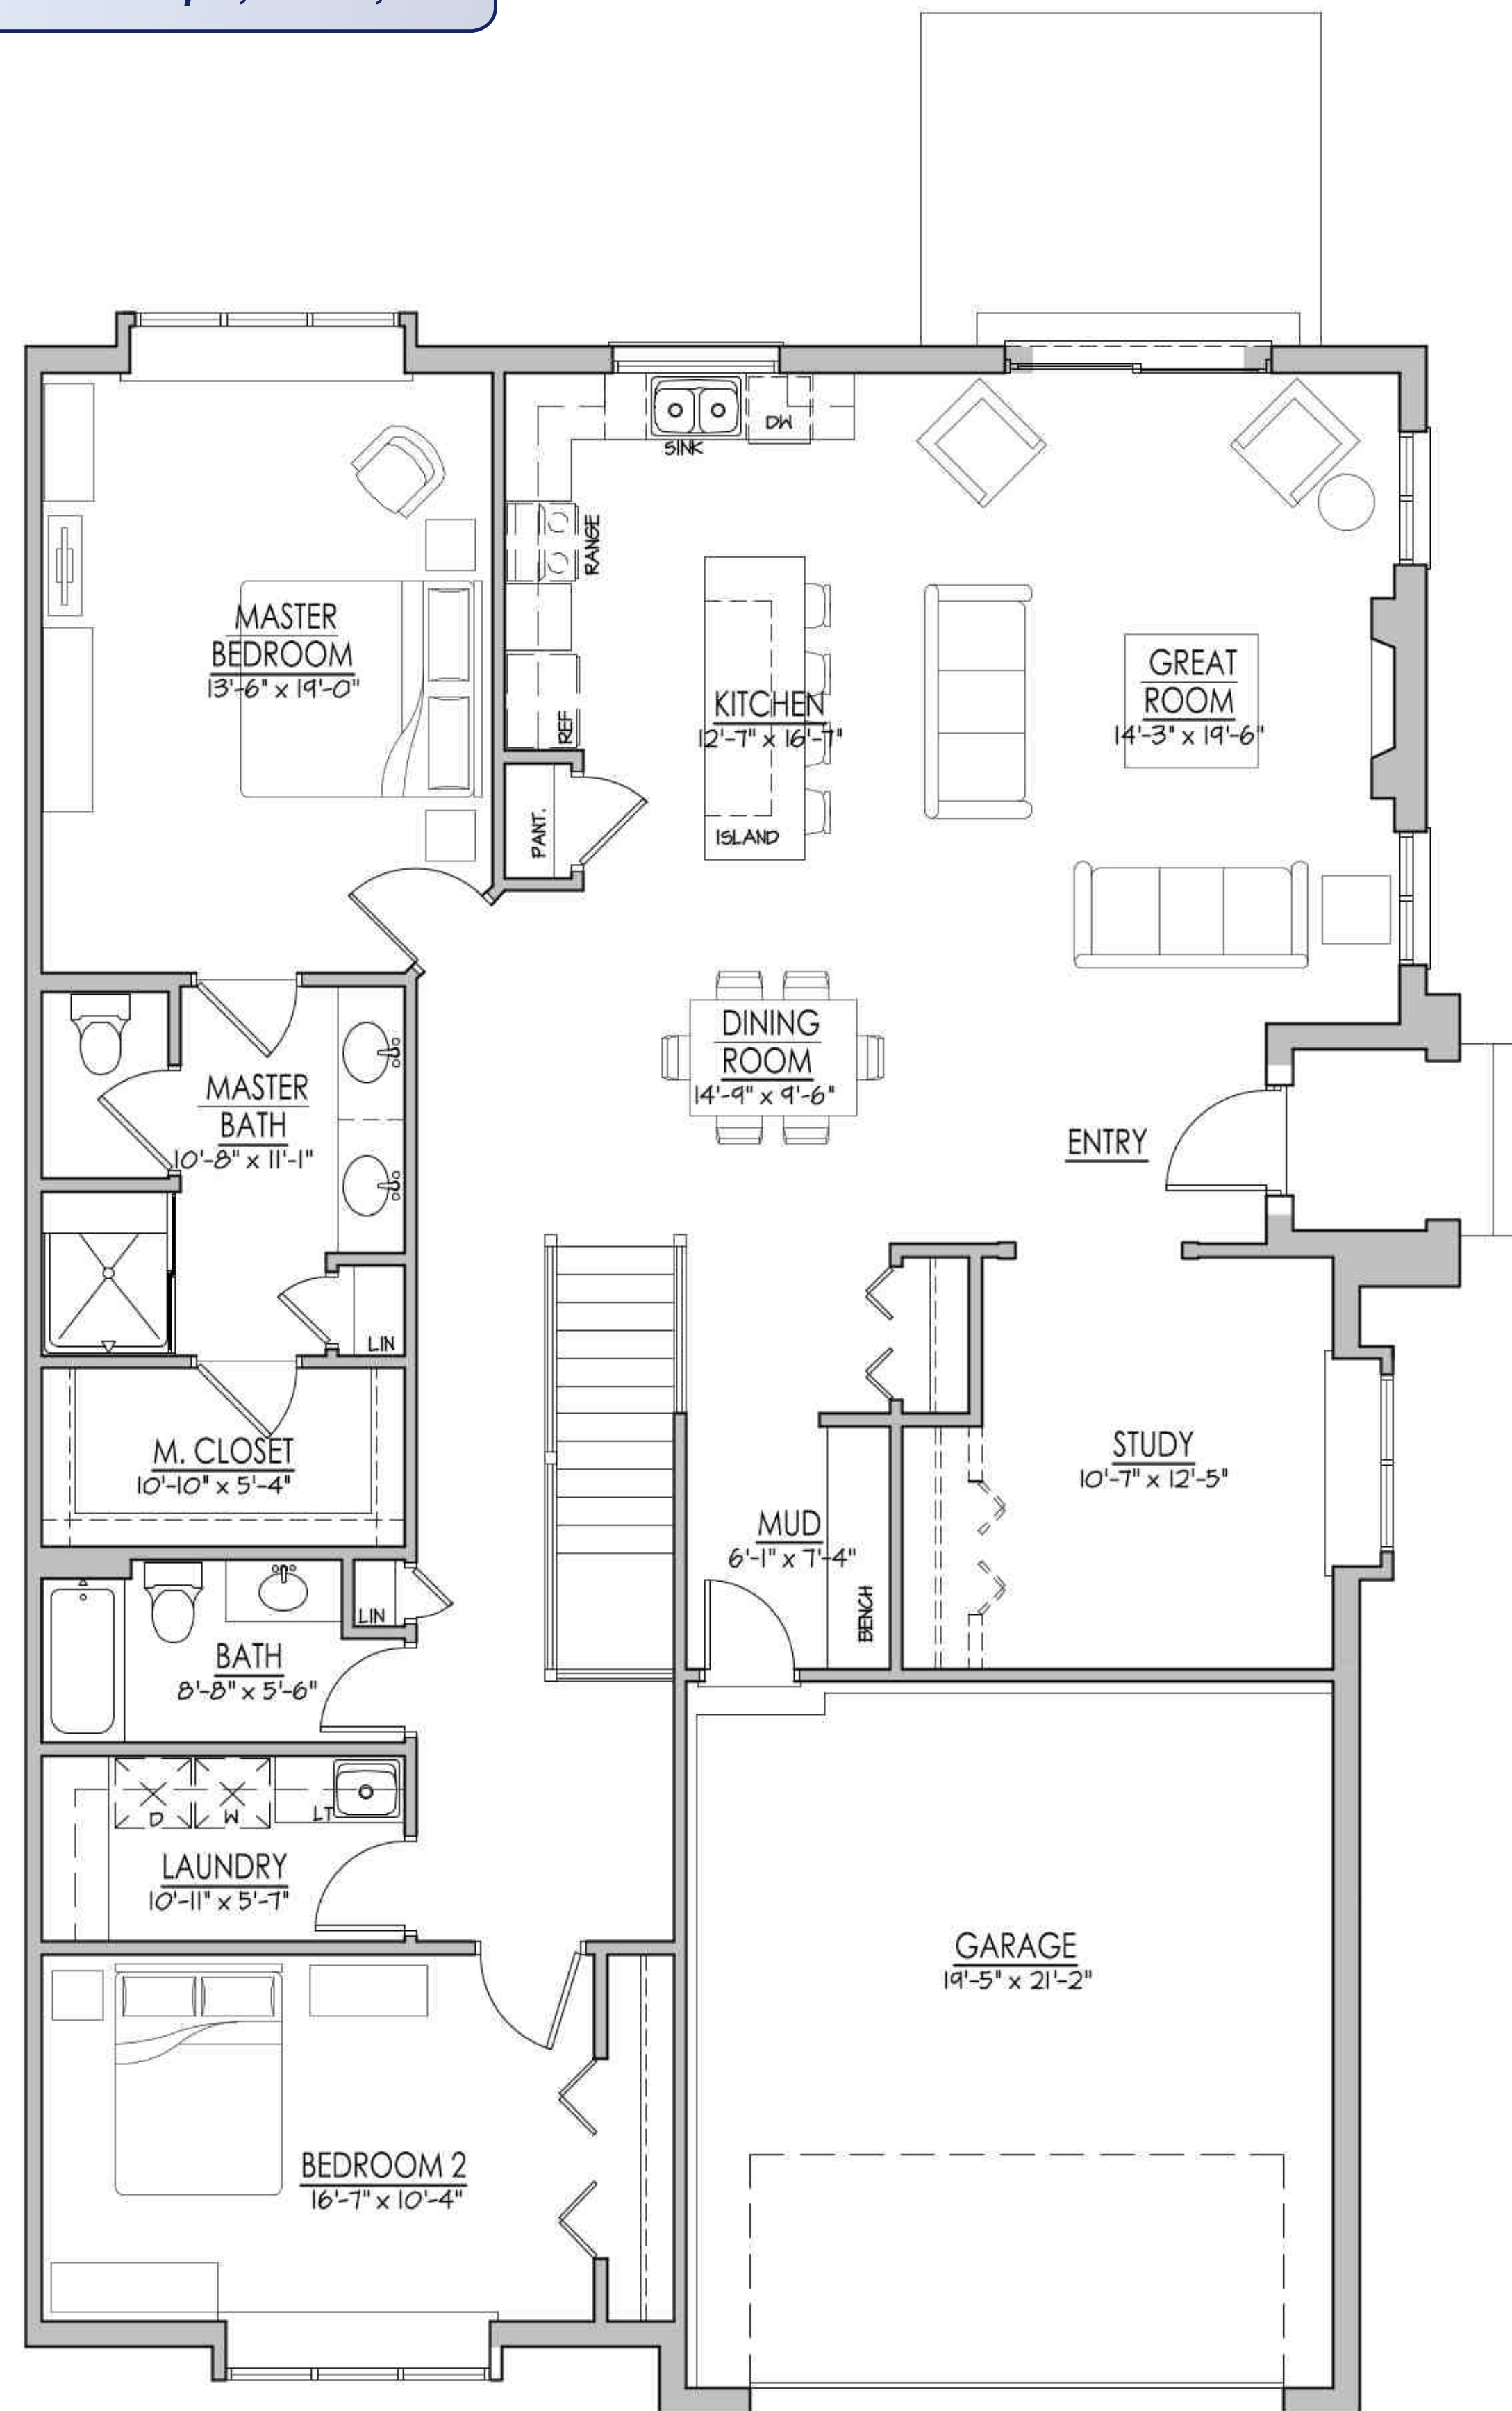 SINK
DW
RANGE
MASTER
BEDROOM
13'-6" x 19'-0"
REF
KITCHEN
12'-7" x 16'-7"
GREAT
ROOM
14'-3" x 19'-6"
PANT.
ISLAND
DINING
ROOM
14'-9" x 9'-6"
MASTER
BATH
10'-8" x 11'-1"
ENTRY
LIN
M. CLOSET
10'-10" x 5'-4"
STUDY
10'-7" x 12'-5"
MUD
6'-1" x 7'-4"
BENCH
LIN
BATH
8'-8" x 5'-6"
D
W
LT
LAUNDRY
10'-11" x 5'-7"
GARAGE
19'-5" x 21'-2"
BEDROOM 2
16'-7" x 10'-4"